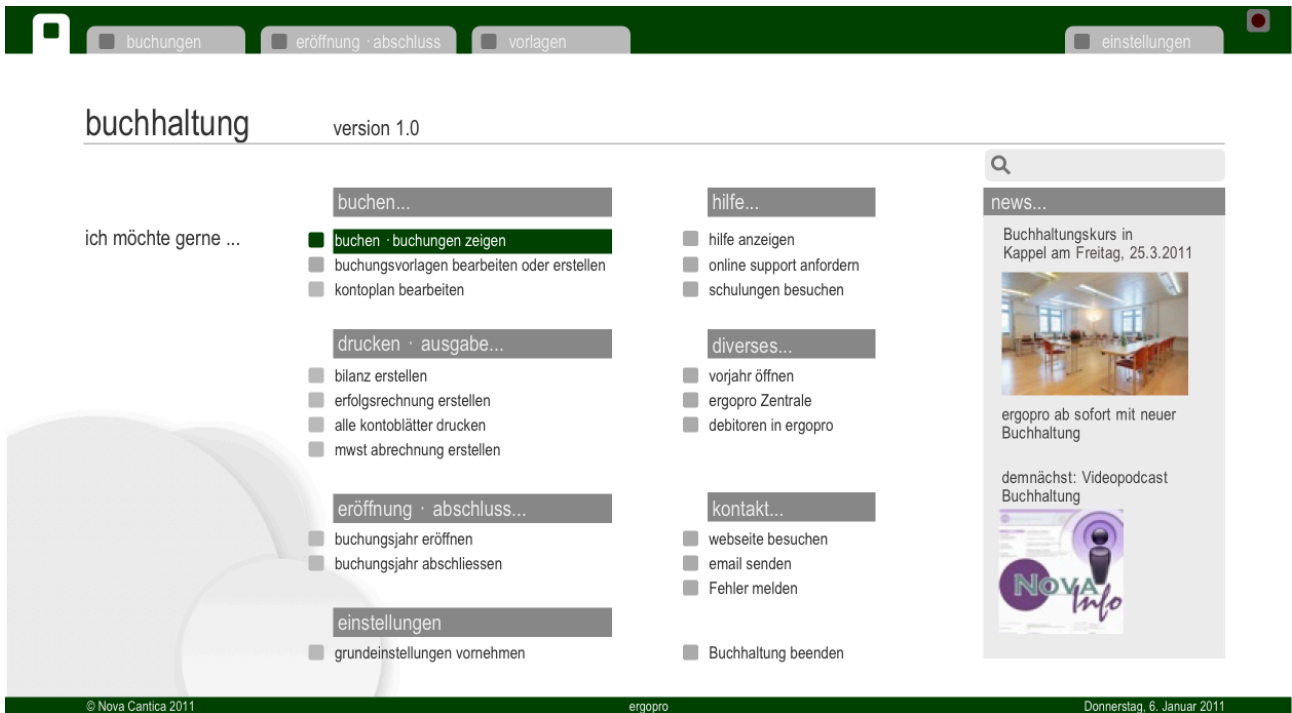 buchungen
eröffnung · abschluss
vorlagen
einstellungen
buchhaltung
version 1.0
ich möchte gerne ...
buchen...
buchen · buchungen zeigen
buchungsvorlagen bearbeiten oder erstellen
kontoplan bearbeiten
drucken · ausgabe...
bilanz erstellen
erfolgsrechnung erstellen
alle kontoblätter drucken
mwst abrechnung erstellen
eröffnung · abschluss...
buchungsjahr eröffnen
buchungsjahr abschliessen
einstellungen
grundeinstellungen vornehmen
hilfe...
hilfe anzeigen
online support anfordern
schulungen besuchen
diverses...
vorjahr öffnen
ergopro Zentrale
debitoren in ergopro
kontakt...
webseite besuchen
email senden
Fehler melden
Buchhaltung beenden
news...
Buchhaltungskurs in
Kappel am Freitag, 25.3.2011
ergopro ab sofort mit neuer
Buchhaltung
demnächst: Videopodcast
Buchhaltung
NOVA
Info
© Nova Cantica 2011
ergopro
Donnerstag, 6. Januar 2011